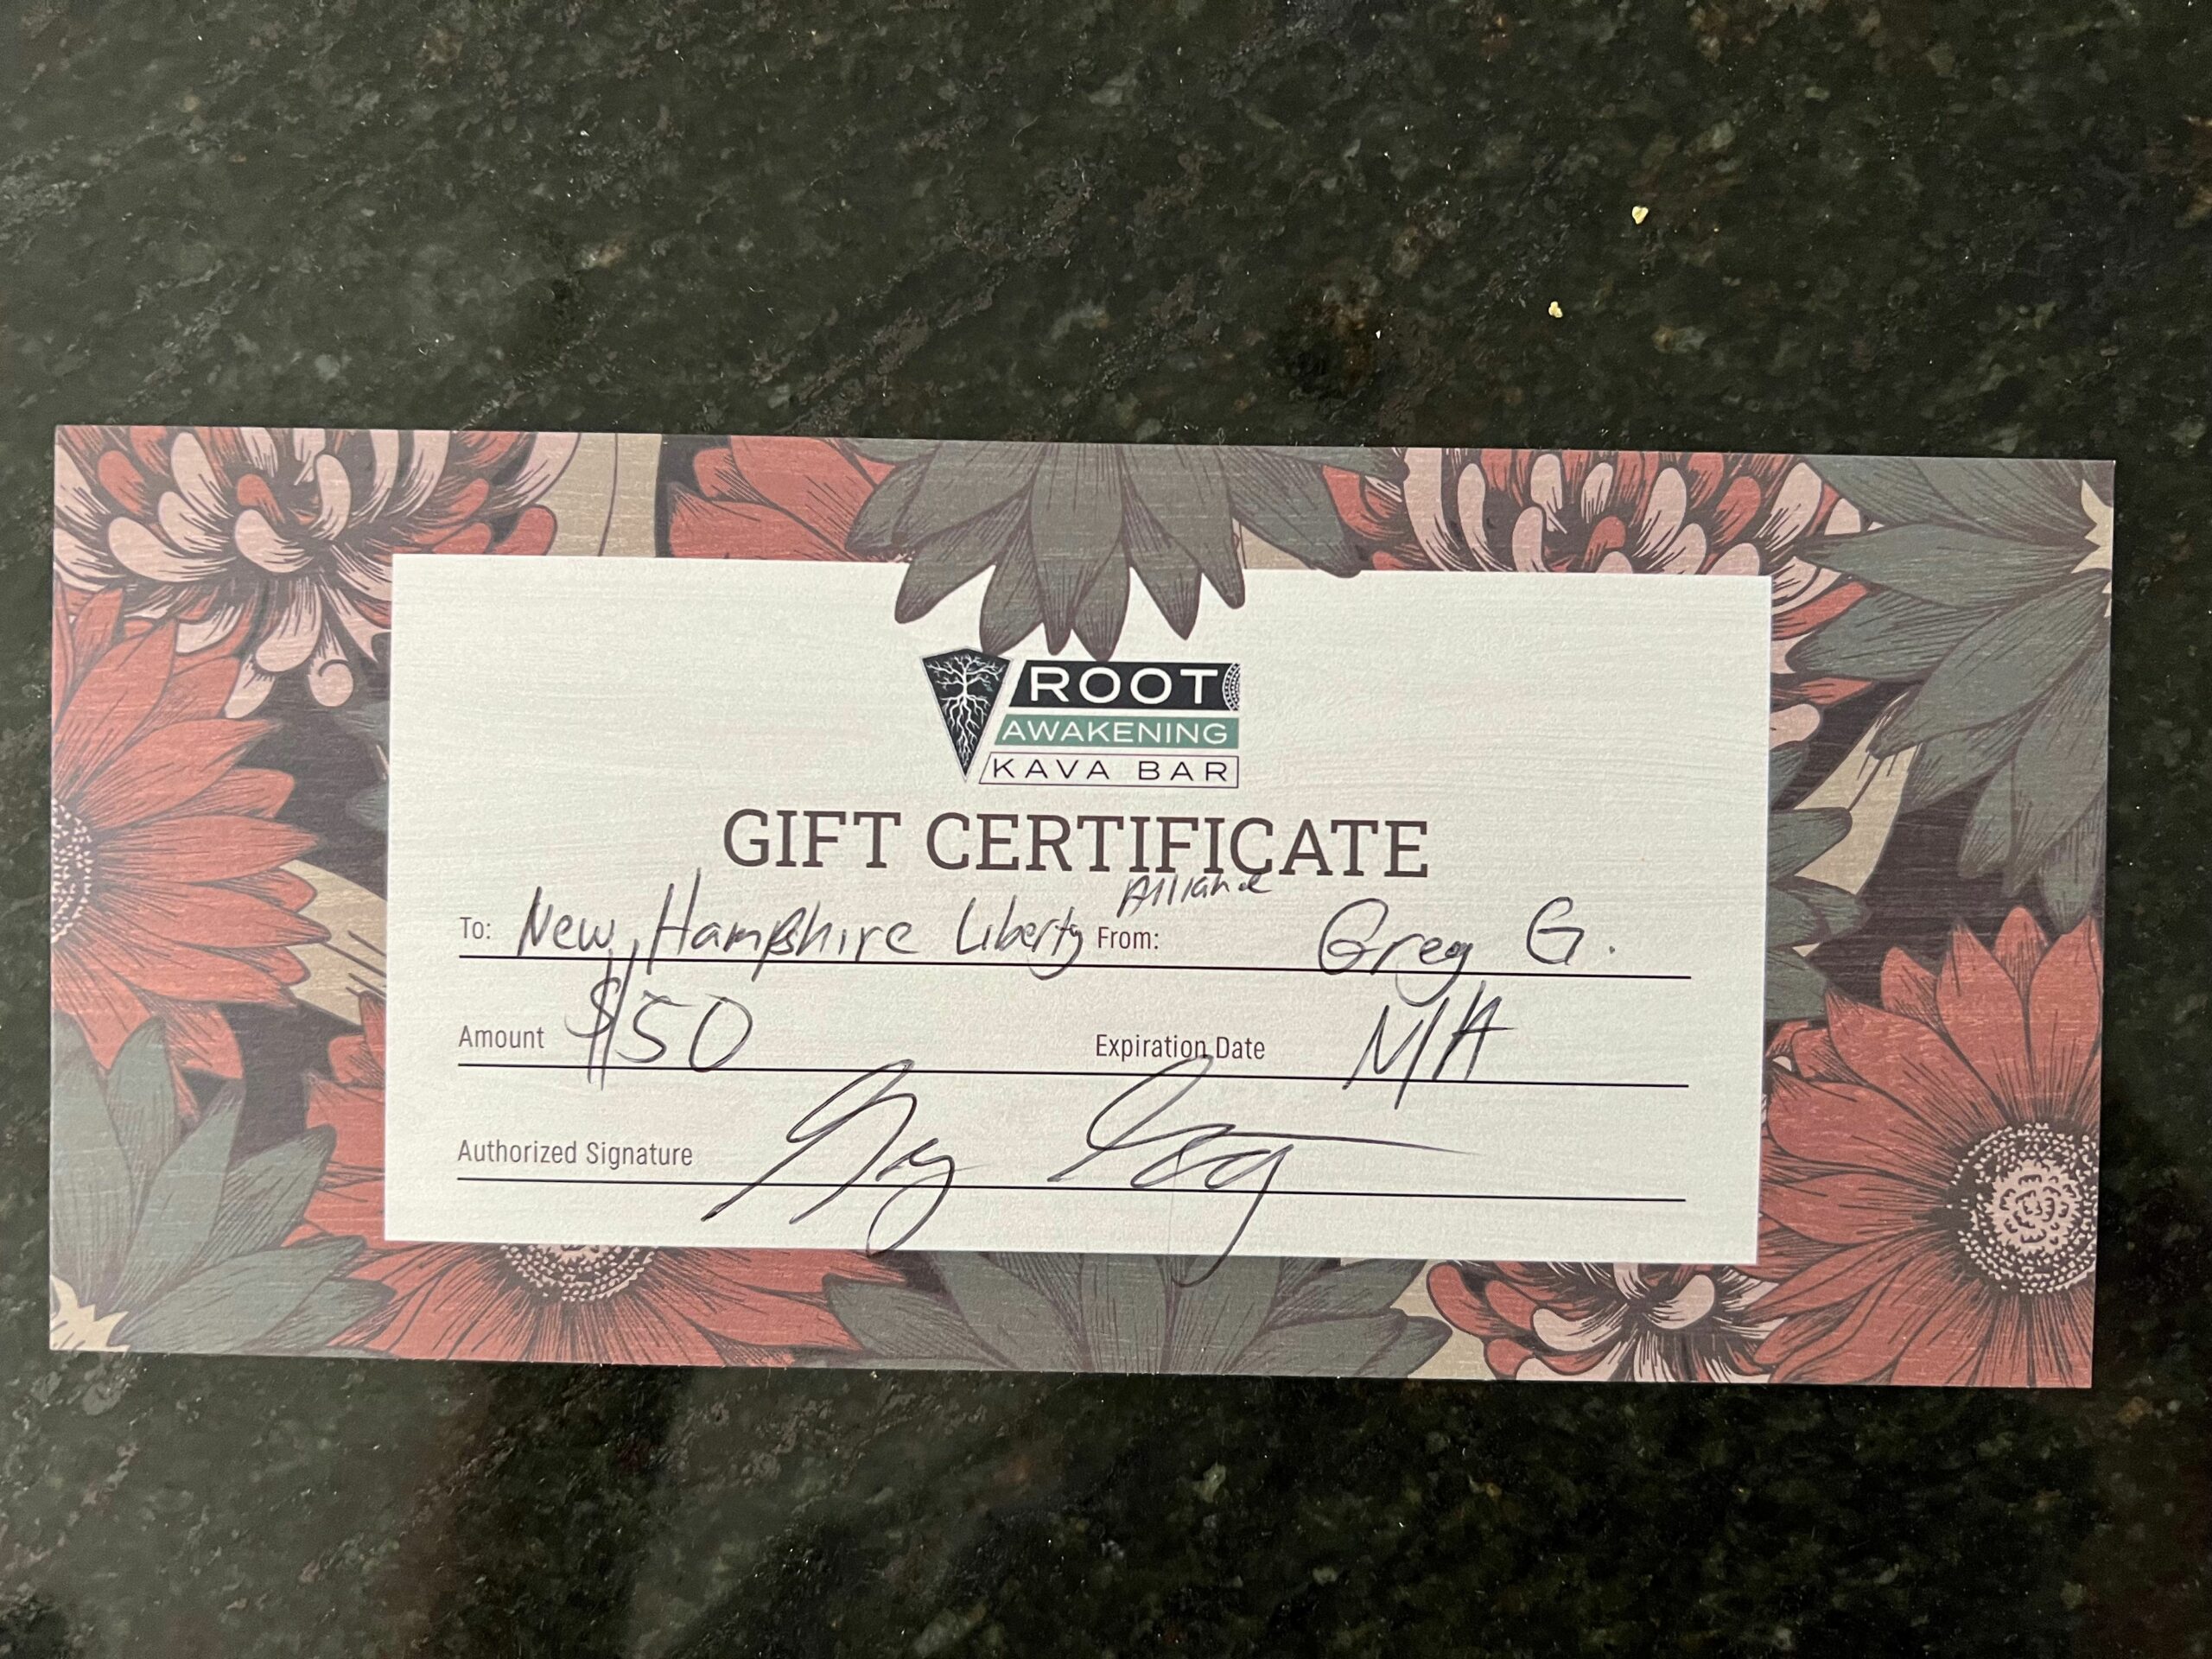 ROOT
AWAKENING
KAVA BAR
GIFT CERTIFICATE
To: New Hampshire Liberty Alliance From: Greg G.
Amount $50 Expiration Date N/A
Authorized Signature